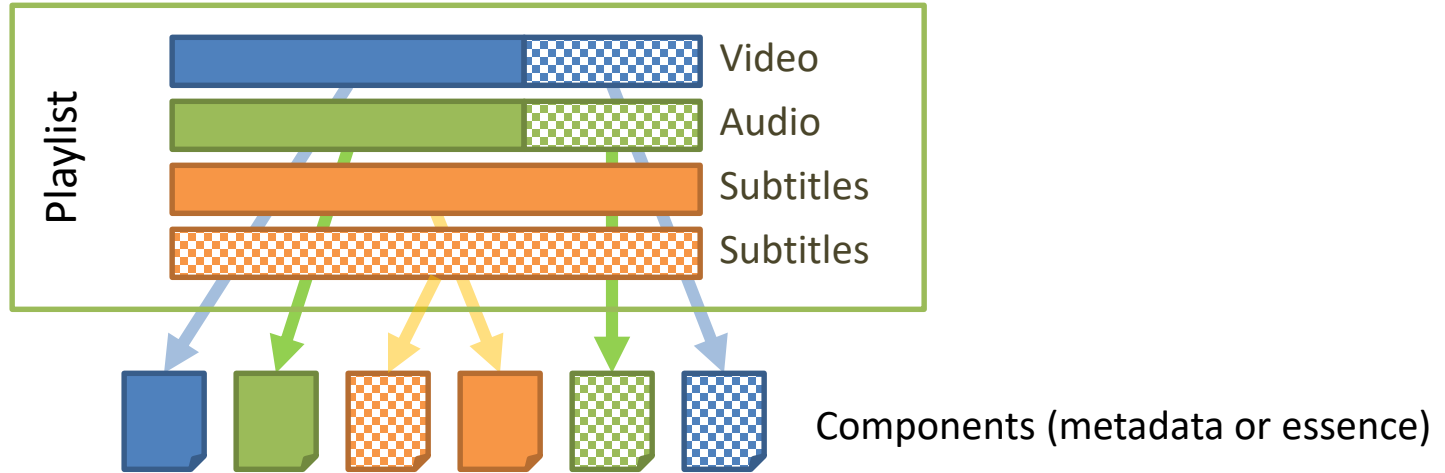 Playlist
Video
Audio
Subtitles
Subtitles
Components (metadata or essence)